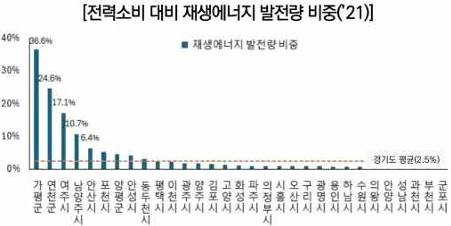 [전력소비 대비 재생에너지 발전량 비중('21)]
재생에너지 발전량 비중
40%
30%
20%
10%
0%
36.6%
24.6%
17.1%
10.7%
6.4%
경기도 평균(2.5%)
가평군
연천군
여주시
남양주시
안산시
포천시
양평군
안성시
동두천시
평택시
이천시
광주시
양주시
김포시
고양시
화성시
파주시
의정부시
시흥시
오산시
구리시
광명시
용인시
하남시
수원시
의왕시
안양시
성남시
과천시
부천시
군포시